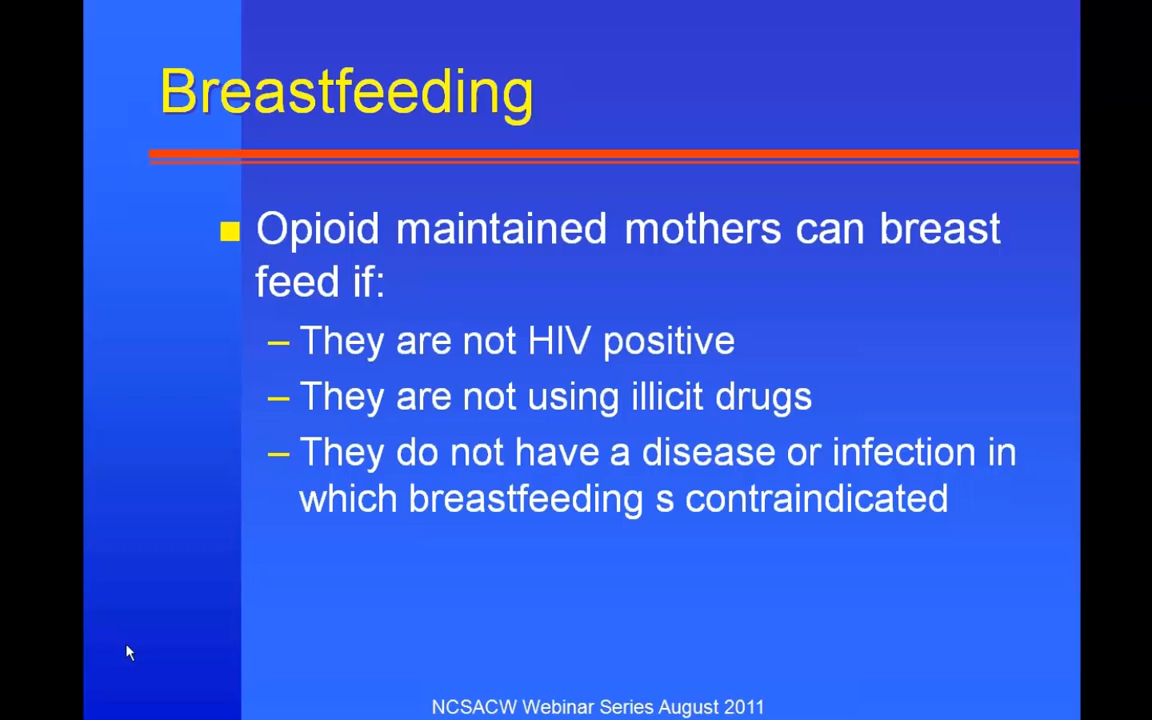 Breastfeeding
Opioid maintained mothers can breast
feed if:
– They are not HIV positive
– They are not using illicit drugs
– They do not have a disease or infection in
which breastfeeding s contraindicated
NCSACW Webinar Series August 2011